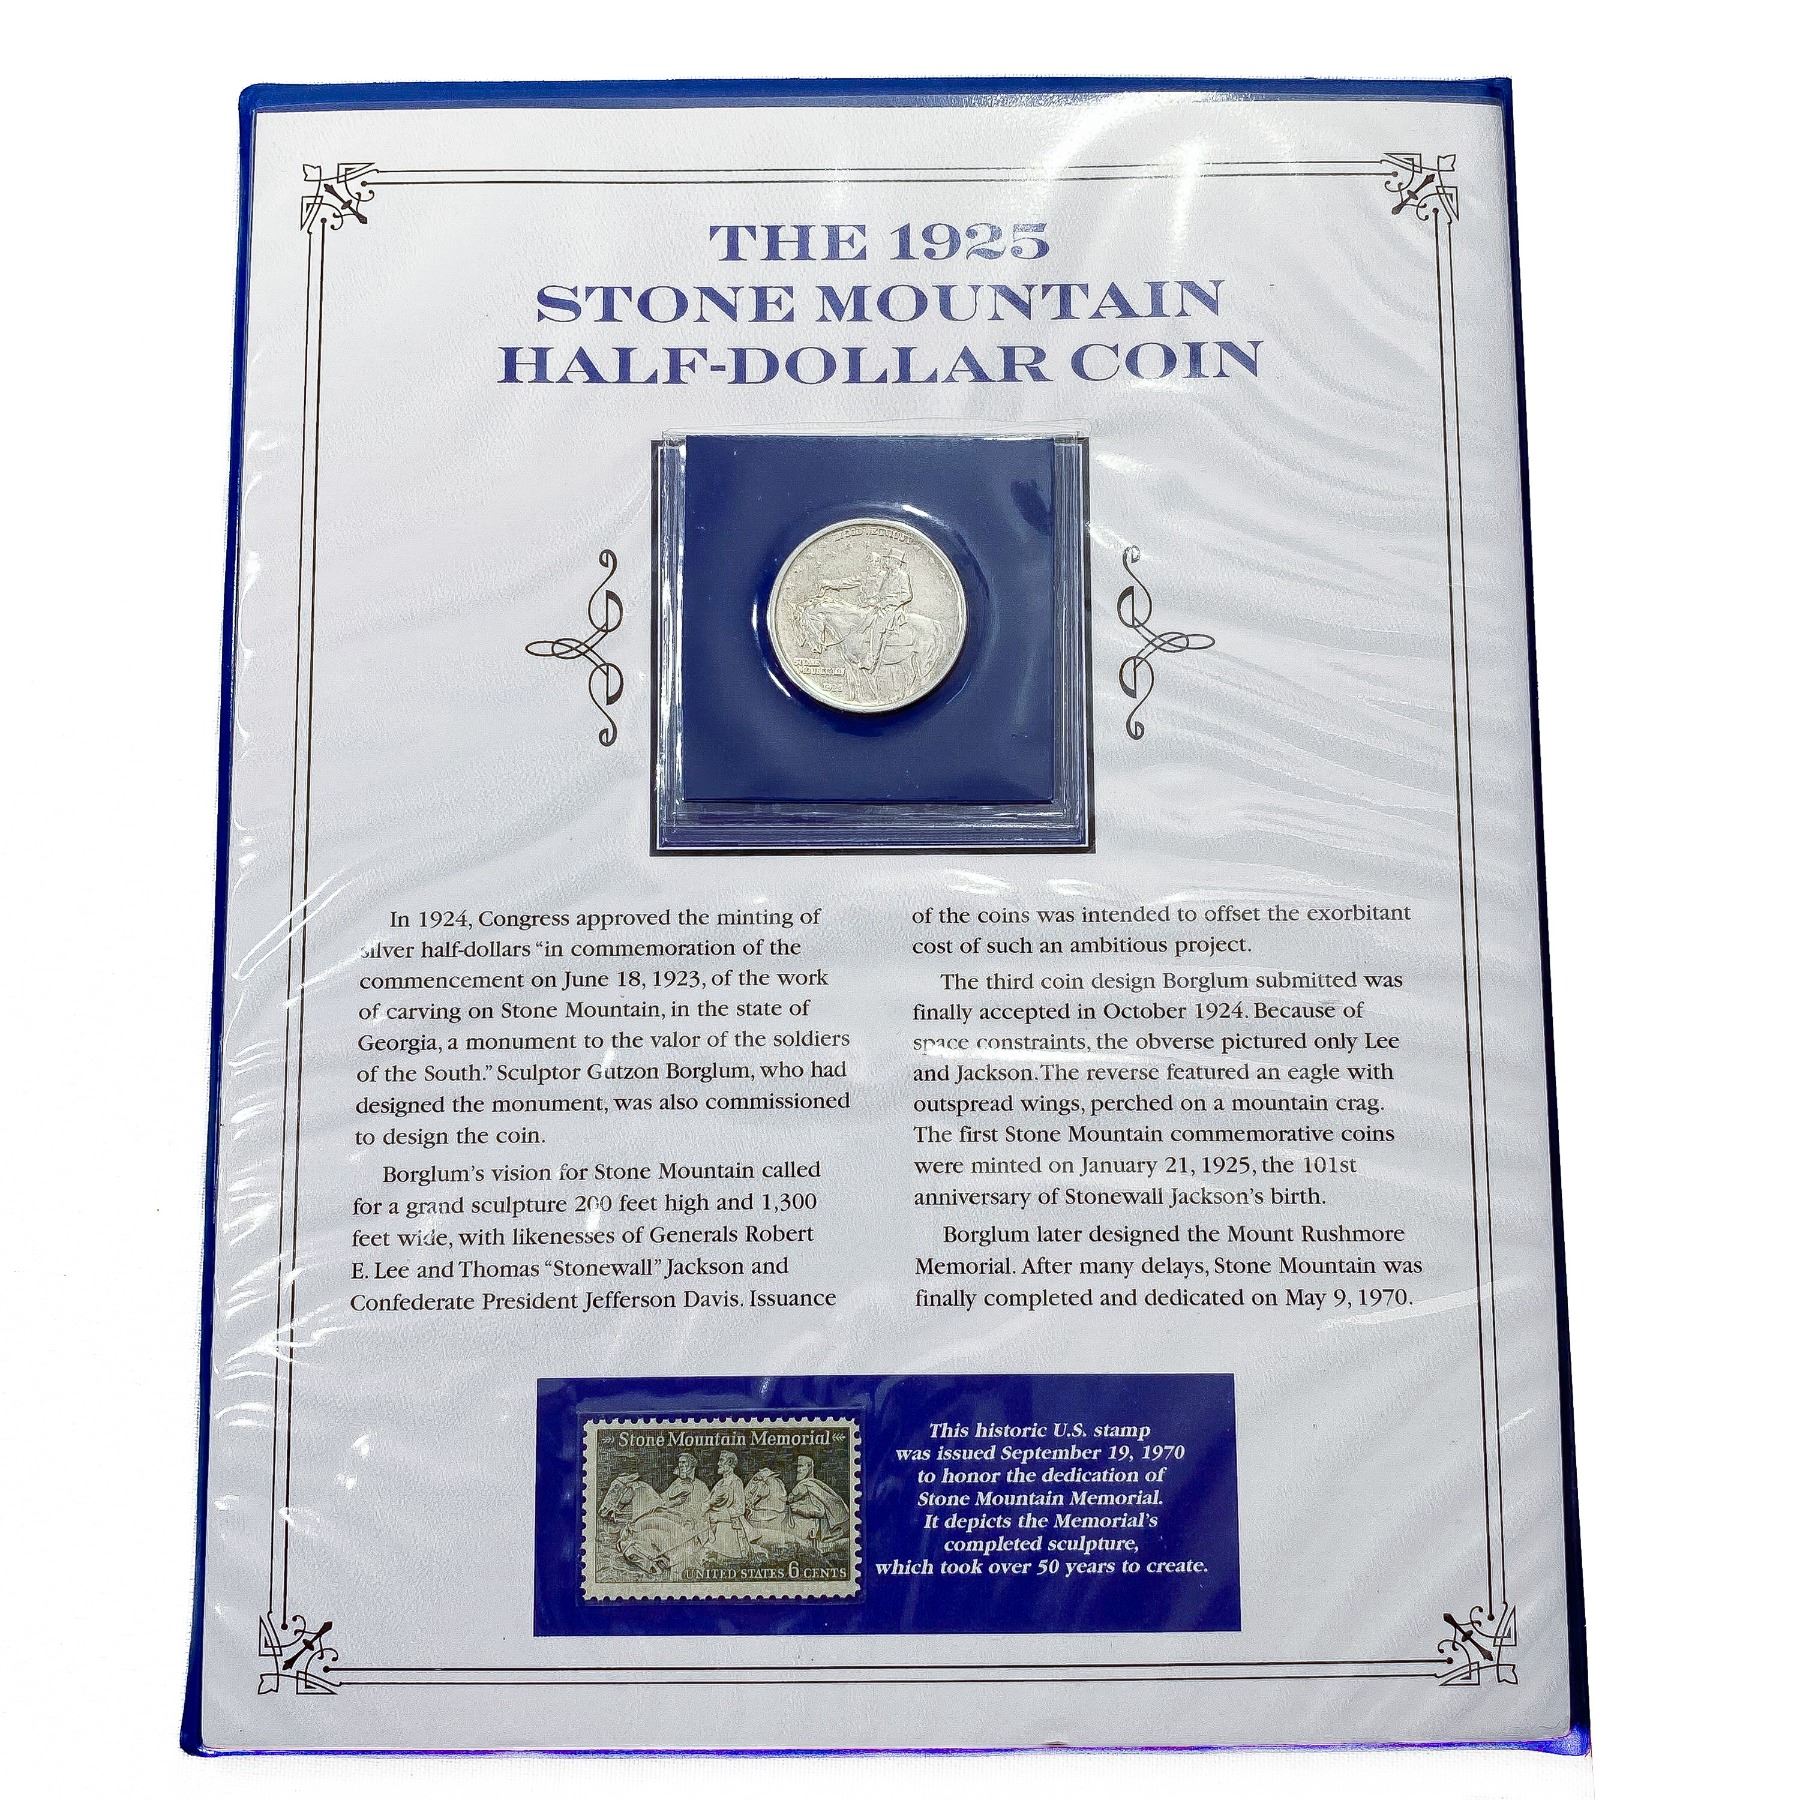 THE 1925
STONE MOUNTAIN
HALF-DOLLAR COIN
STONE
MOUNTAIN
1925
In 1924, Congress approved the minting of
silver half-dollars “in commemoration of the
commencement on June 18, 1923, of the work
of carving on Stone Mountain, in the state of
Georgia, a monument to the valor of the soldiers
of the South.” Sculptor Gutzon Borglum, who had
designed the monument, was also commissioned
to design the coin.
Borglum’s vision for Stone Mountain called
for a grand sculpture 200 feet high and 1,300
feet wide, with likenesses of Generals Robert
E. Lee and Thomas “Stonewall” Jackson and
Confederate President Jefferson Davis. Issuance
of the coins was intended to offset the exorbitant
cost of such an ambitious project.
The third coin design Borglum submitted was
finally accepted in October 1924. Because of
space constraints, the obverse pictured only Lee
and Jackson. The reverse featured an eagle with
outspread wings, perched on a mountain crag.
The first Stone Mountain commemorative coins
were minted on January 21, 1925, the 101st
anniversary of Stonewall Jackson’s birth.
Borglum later designed the Mount Rushmore
Memorial. After many delays, Stone Mountain was
finally completed and dedicated on May 9, 1970.
Stone Mountain Memorial
UNITED STATES 6 CENTS
This historic U.S. stamp
was issued September 19, 1970
to honor the dedication of
Stone Mountain Memorial.
It depicts the Memorial’s
completed sculpture,
which took over 50 years to create.